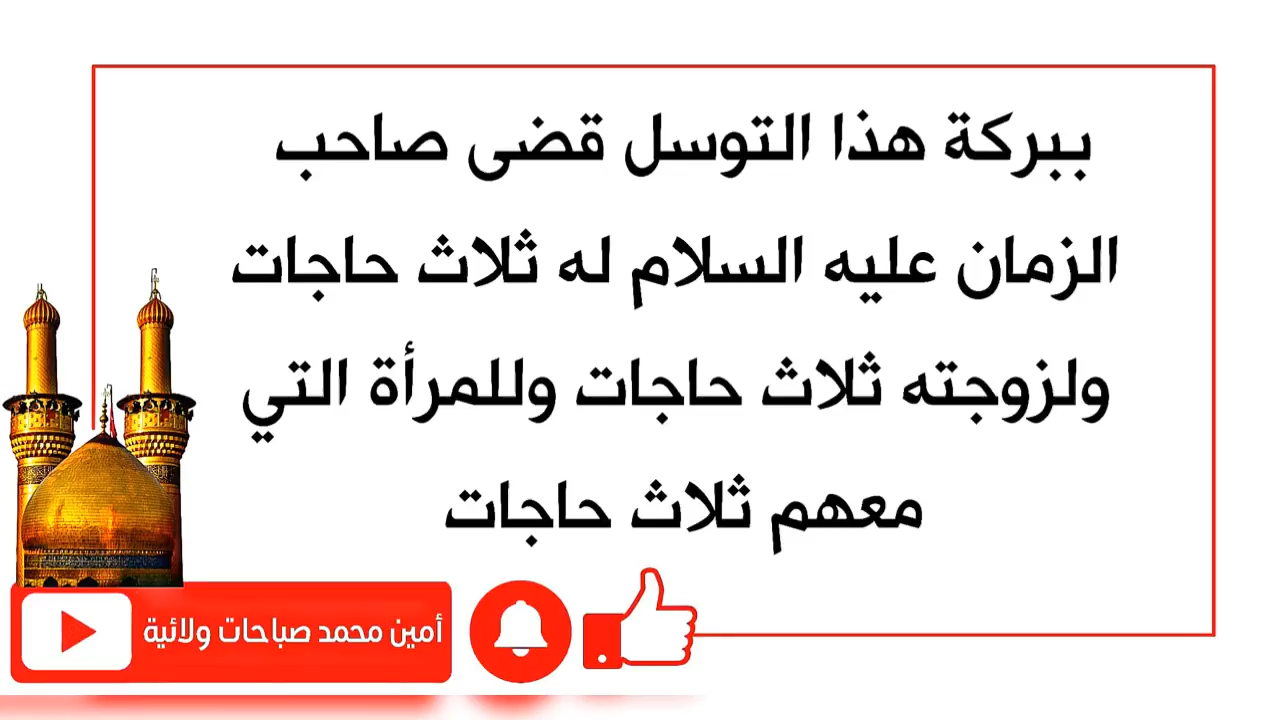 ببركة هذا التوسل قضى صاحب
الزمان عليه السلام له ثلاث حاجات
ولزوجته ثلاث حاجات وللمرأة التي
معهم ثلاث حاجات
أمين محمد صباحات ولائية